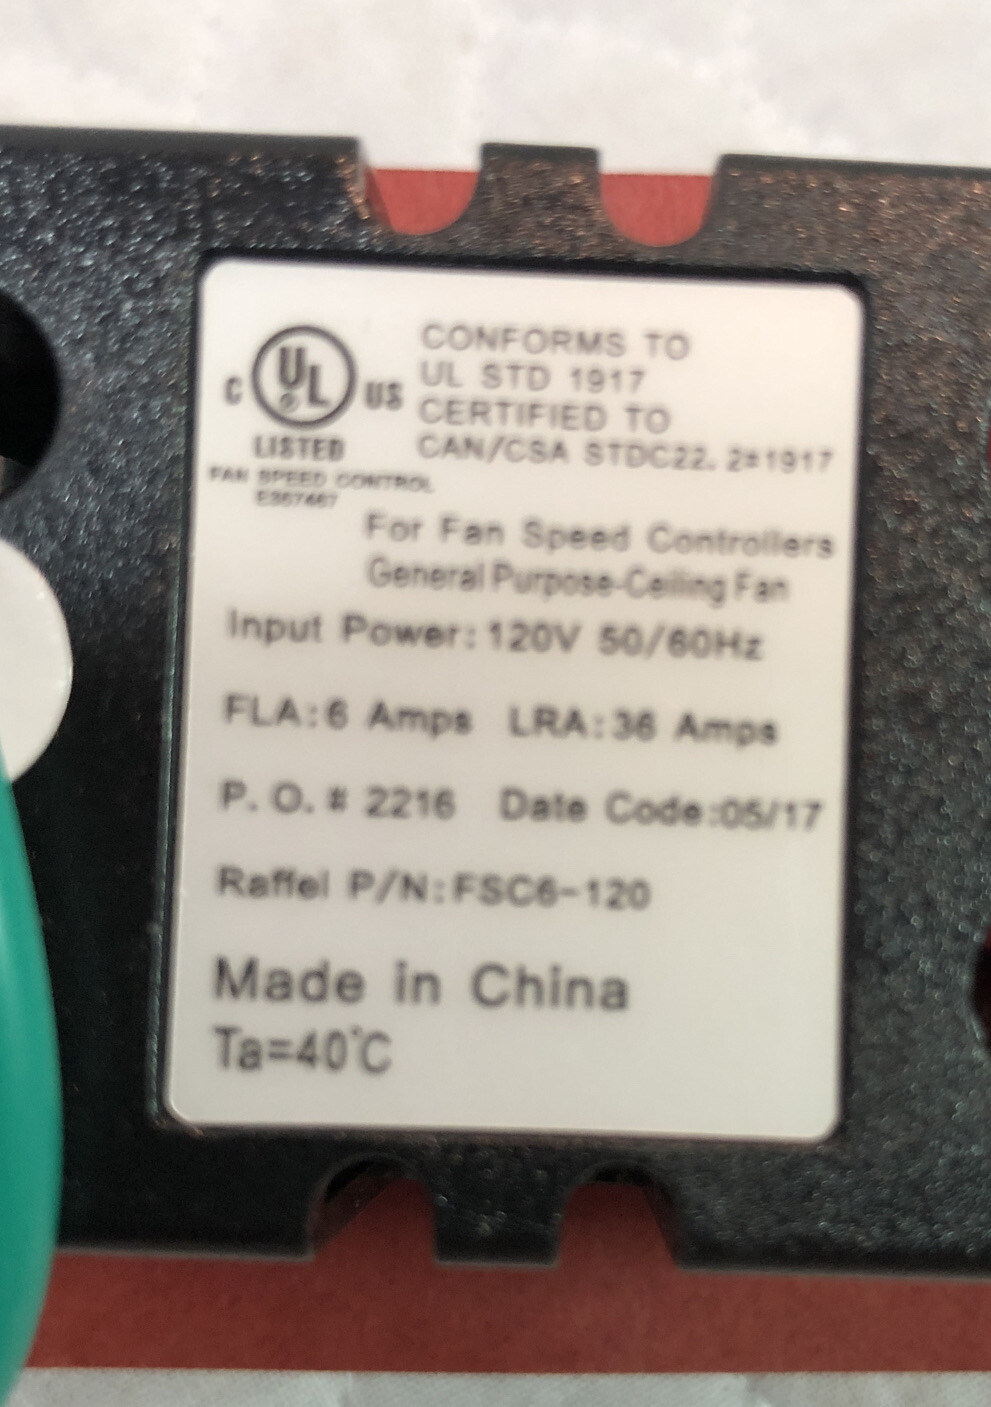 C UL US
LISTED
FAN SPEED CONTROL
E357467
CONFORMS TO
UL STD 1917
CERTIFIED TO
CAN/CSA STDC22. 2#1917
For Fan Speed Controllers
General Purpose-Ceiling Fan
Input Power: 120V 50/60Hz
FLA:6 Amps LRA:36 Amps
P. O. # 2216 Date Code:05/17
Raffel P/N:FSC6-120
Made in China
Ta=40°C